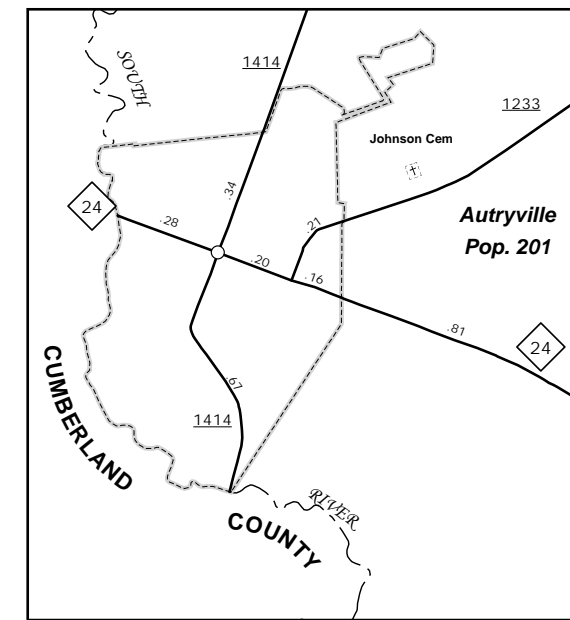 SOUTH
1414
1233
Johnson Cem
.34
24
.28
.21
Autryville
Pop. 201
.20
.16
.81
24
.67
1414
CUMBERLAND
RIVER
COUNTY